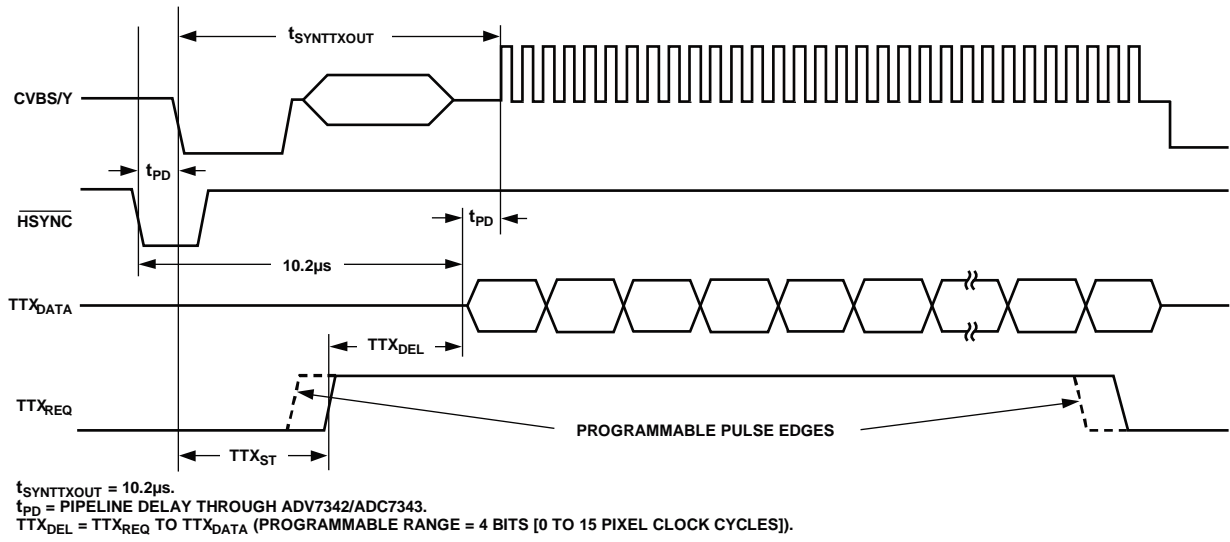 tSYNTTXOUT
CVBS/Y
tPD
HSYNC
tPD
10.2µs
TTXDATA
TTXDEL
TTXREQ
PROGRAMMABLE PULSE EDGES
TTXST
tSYNTTXOUT = 10.2µs.
tPD = PIPELINE DELAY THROUGH ADV7342/ADC7343.
TTXDEL = TTXREQ TO TTXDATA (PROGRAMMABLE RANGE = 4 BITS [0 TO 15 PIXEL CLOCK CYCLES]).